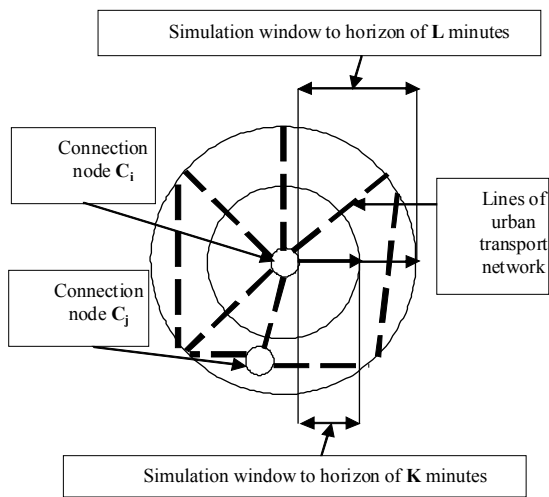 Simulation window to horizon of L minutes
Connection
node Ci
Lines of
urban
transport
network
Connection
node Cj
Simulation window to horizon of K minutes